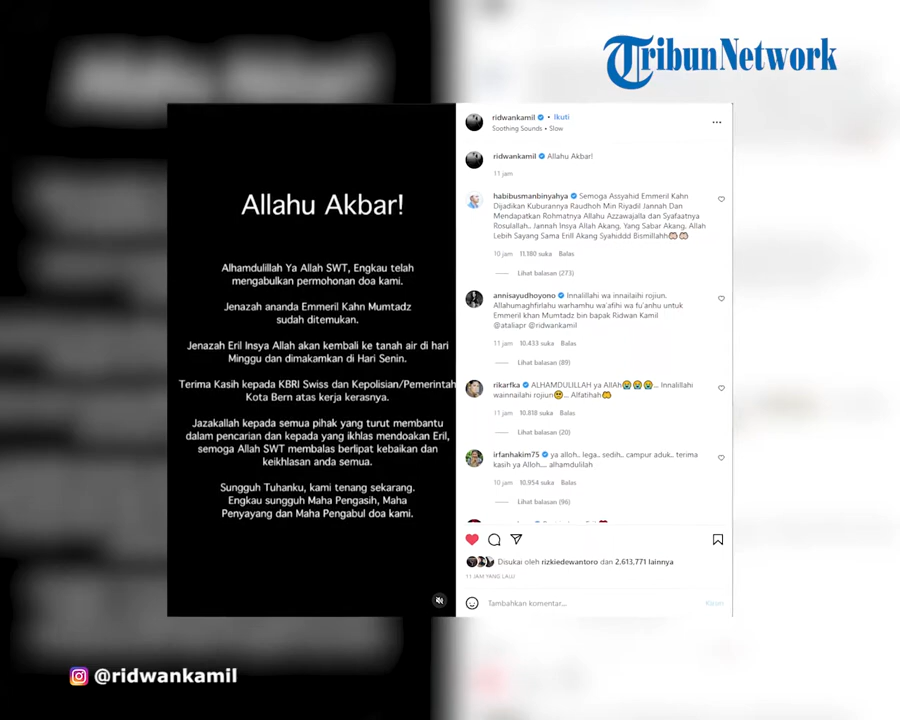 TribunNetwork
Allahu Akbar!
Alhamdulillah Ya Allah SWT, Engkau telah
mengabulkan permohonan doa kami.
Jenazah ananda Emmeril Kahn Mumtadz
sudah ditemukan.
Jenazah Eril Insya Allah akan kembali ke tanah air di hari
Minggu dan dimakamkan di Hari Senin.
Terima Kasih kepada KBRI Swiss dan Kepolisian/Pemerintah
Kota Bern atas kerja kerasnya.
Jazakallah kepada semua pihak yang turut membantu
dalam pencarian dan kepada yang ikhlas mendoakan Eril,
semoga Allah SWT membalas berlipat kebaikan dan
keikhlasan anda semua.
Sungguh Tuhanku, kami tenang sekarang.
Engkau sungguh Maha Pengasih, Maha
Penyayang dan Maha Pengabul doa kami.
ridwankamil • Ikuti
Soothing Sounds • Slow
ridwankamil Allahu Akbar!
11 jam
habibusmanbinyahya Semoga Assyahid Emmeril Kahn
Dijadikan Kuburannya Raudhoh Min Riyadil Jannah Dan
Mendapatkan Rohmatnya Allahu Azzawajalla dan Syafaatnya
Rosulallah.. Jannah Insya Allah Akang, Yang Sabar Akang, Allah
Lebih Sayang Sama Erill Akang Syahiddd Bismillahh🤲🤲
10 jam 11.180 suka Balas
Lihat balasan (273)
annisayudhoyono Innalillahi wa innailaihi rojiun.
Allahumaghfirlahu warhamhu wa'afihi wa fu'anhu untuk
Emmeril khan Mumtadz bin bapak Ridwan Kamil
@ataliapr @ridwankamil
11 jam 10.433 suka Balas
Lihat balasan (89)
rikarfka ALHAMDULILLAH ya AllAh😭😭😭... Innalillahi
wainnailahi rojiun🥺... Alfatihah🤲
11 jam 10.818 suka Balas
Lihat balasan (20)
irfanhakim75 ya alloh.. lega.. sedih.. campur aduk.. terima
kasih ya Alloh.... alhamdulilah
10 jam 10.954 suka Balas
Lihat balasan (96)
Disukai oleh rizkiedewantoro dan 2,613,771 lainnya
11 JAM YANG LALU
Tambahkan komentar...
Kirim
@ridwankamil